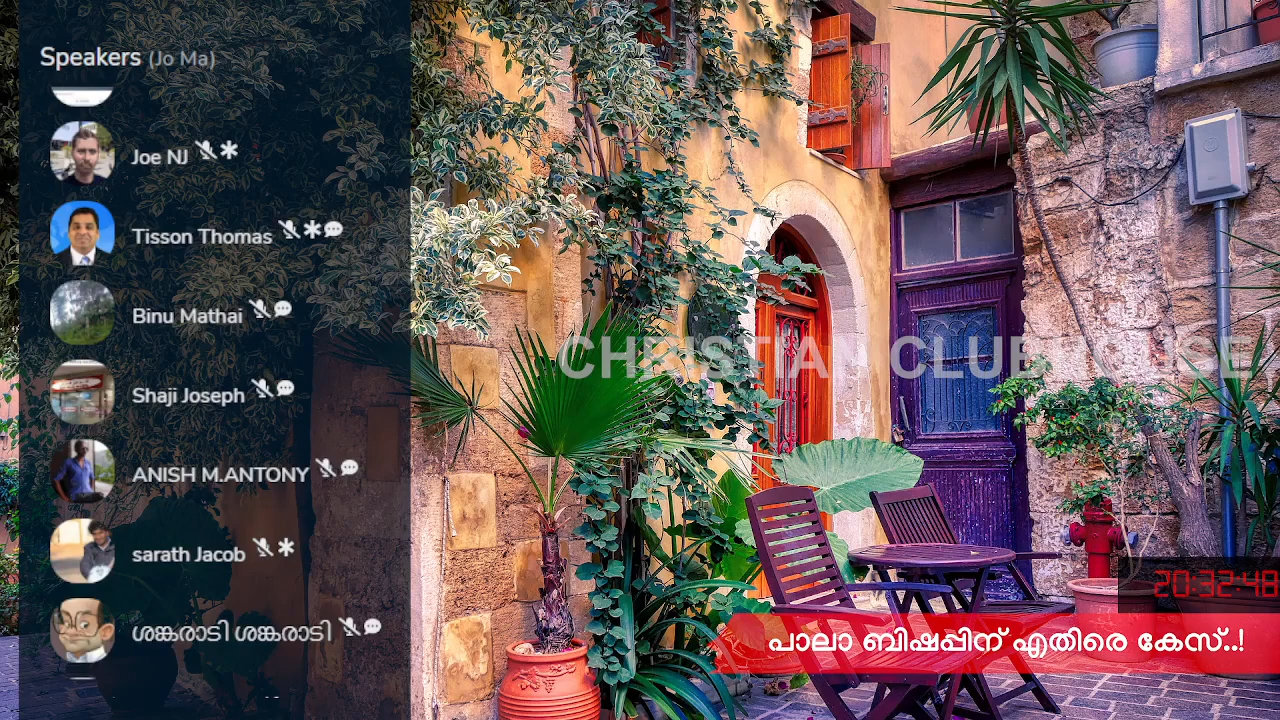 Speakers (Jo Ma)
Joe NJ
Tisson Thomas
Binu Mathai
Shaji Joseph
ANISH M.ANTONY
sarath Jacob
ശങ്കരാടി ശങ്കരാടി
CHRISTIAN CLUB HOUSE
20:32:48
പാലാ ബിഷപ്പിന് എതിരെ കേസ്..!